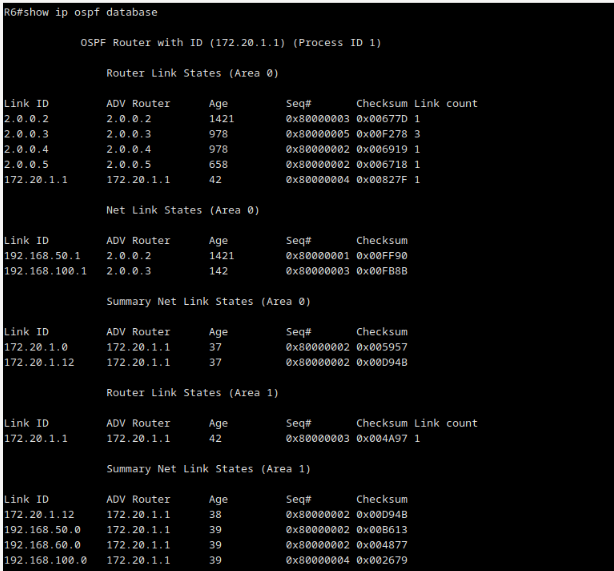 R6#show ip ospf database
OSPF Router with ID (172.20.1.1) (Process ID 1)
Router Link States (Area 0)
Link ID ADV Router Age Seq# Checksum Link count
2.0.0.2 2.0.0.2 1421 0x80000003 0x00677D 1
2.0.0.3 2.0.0.3 978 0x80000005 0x00F278 3
2.0.0.4 2.0.0.4 978 0x80000002 0x006919 1
2.0.0.5 2.0.0.5 658 0x80000002 0x006718 1
172.20.1.1 172.20.1.1 42 0x80000004 0x00827F 1
Net Link States (Area 0)
Link ID ADV Router Age Seq# Checksum
192.168.50.1 2.0.0.2 1421 0x80000001 0x00FF90
192.168.100.1 2.0.0.3 142 0x80000003 0x00FB8B
Summary Net Link States (Area 0)
Link ID ADV Router Age Seq# Checksum
172.20.1.0 172.20.1.1 37 0x80000002 0x005957
172.20.1.12 172.20.1.1 37 0x80000002 0x00D94B
Router Link States (Area 1)
Link ID ADV Router Age Seq# Checksum Link count
172.20.1.1 172.20.1.1 42 0x80000003 0x004A97 1
Summary Net Link States (Area 1)
Link ID ADV Router Age Seq# Checksum
172.20.1.12 172.20.1.1 38 0x80000002 0x00D94B
192.168.50.0 172.20.1.1 39 0x80000002 0x00B613
192.168.60.0 172.20.1.1 39 0x80000002 0x004877
192.168.100.0 172.20.1.1 39 0x80000004 0x002679